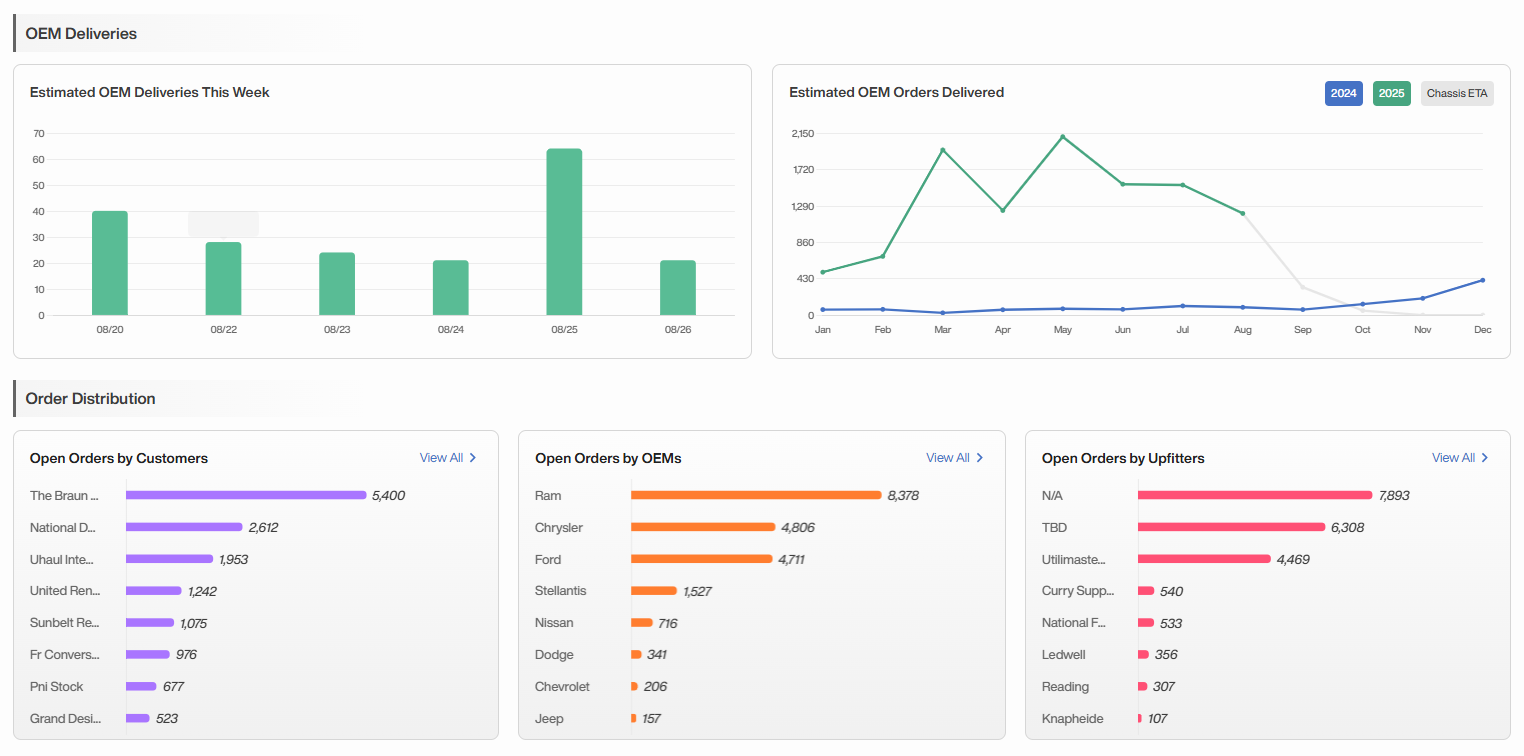 OEM Deliveries
Estimated OEM Deliveries This Week
70
60
50
40
30
20
10
0
08/20 08/22 08/23 08/24 08/25 08/26
Estimated OEM Orders Delivered
2024 2025 Chassis ETA
2,150
1,720
1,290
860
430
0
Jan Feb Mar Apr May Jun Jul Aug Sep Oct Nov Dec
Order Distribution
Open Orders by Customers View All
The Braun ... 5,400
National D... 2,612
Uhaul Inte... 1,953
United Ren... 1,242
Sunbelt Re... 1,075
Fr Convers... 976
Pni Stock 677
Grand Desi... 523
Open Orders by OEMs View All
Ram 8,378
Chrysler 4,806
Ford 4,711
Stellantis 1,527
Nissan 716
Dodge 341
Chevrolet 206
Jeep 157
Open Orders by Upfitters View All
N/A 7,893
TBD 6,308
Utilimaste... 4,469
Curry Supp... 540
National F... 533
Ledwell 356
Reading 307
Knapheide 107